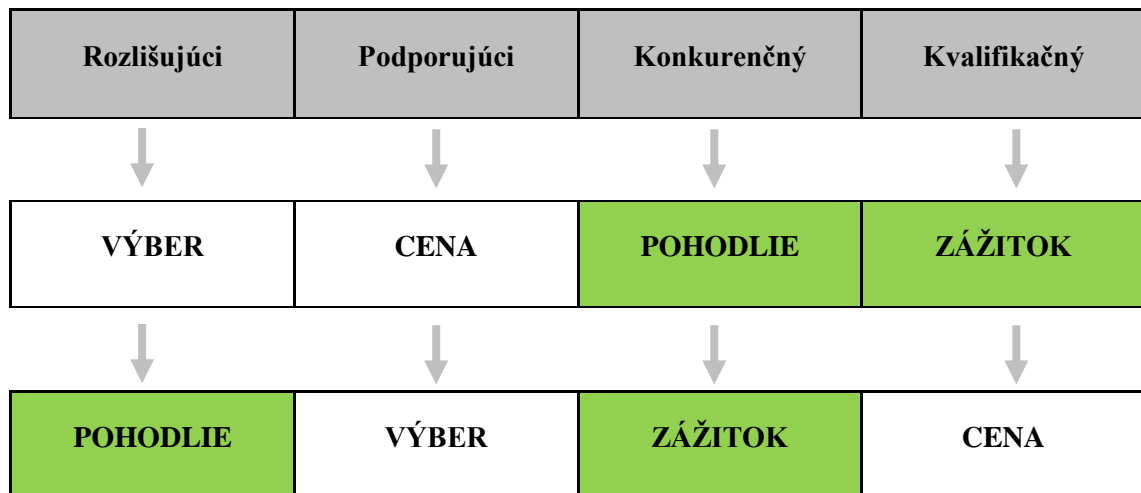 Rozlišujúci Podporujúci Konkurenčný Kvalifikačný
VÝBER CENA POHODLIE ZÁŽITOK
POHODLIE VÝBER ZÁŽITOK CENA